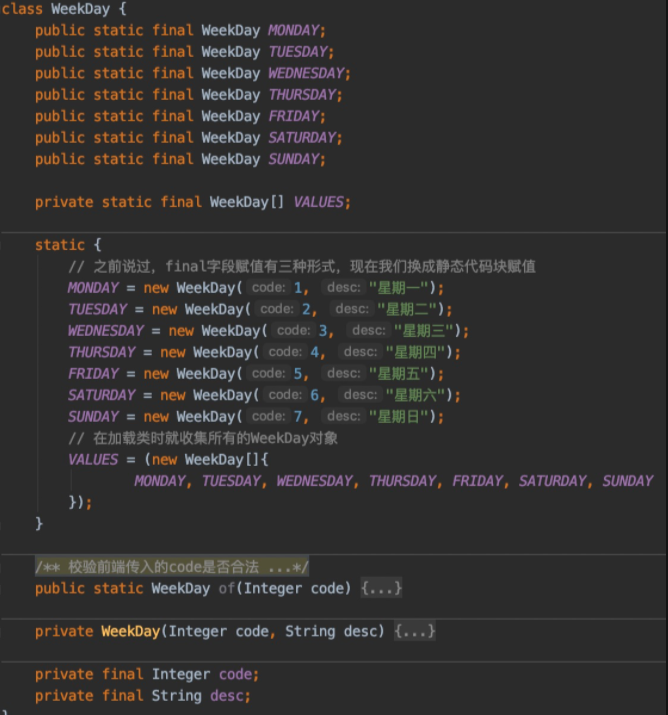 class WeekDay {
public static final WeekDay MONDAY;
public static final WeekDay TUESDAY;
public static final WeekDay WEDNESDAY;
public static final WeekDay THURSDAY;
public static final WeekDay FRIDAY;
public static final WeekDay SATURDAY;
public static final WeekDay SUNDAY;
private static final WeekDay[] VALUES;
static {
// 之前说过，final字段赋值有三种形式，现在我们换成静态代码块赋值
MONDAY = new WeekDay( code: 1, desc: "星期一");
TUESDAY = new WeekDay( code: 2, desc: "星期二");
WEDNESDAY = new WeekDay( code: 3, desc: "星期三");
THURSDAY = new WeekDay( code: 4, desc: "星期四");
FRIDAY = new WeekDay( code: 5, desc: "星期五");
SATURDAY = new WeekDay( code: 6, desc: "星期六");
SUNDAY = new WeekDay( code: 7, desc: "星期日");
// 在加载类时就收集所有的WeekDay对象
VALUES = (new WeekDay[]{
MONDAY, TUESDAY, WEDNESDAY, THURSDAY, FRIDAY, SATURDAY, SUNDAY
});
}
/** 校验前端传入的code是否合法 ...*/
public static WeekDay of(Integer code) {...}
private WeekDay(Integer code, String desc) {...}
private final Integer code;
private final String desc;
}